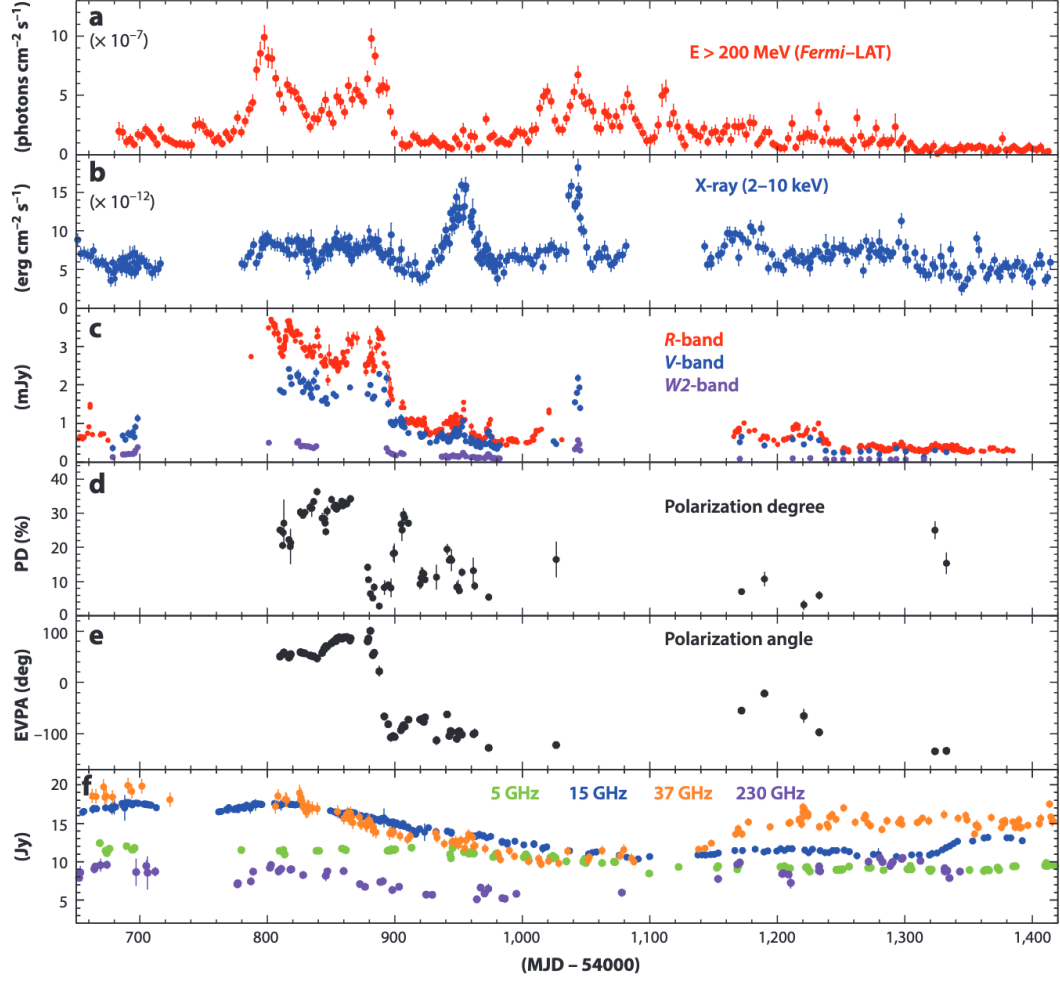 a
(× 10⁻⁷)
E > 200 MeV (Fermi–LAT)
(photons cm⁻² s⁻¹)
10
5
0
b
(× 10⁻¹²)
X-ray (2–10 keV)
(erg cm⁻² s⁻¹)
15
10
5
0
c
R-band
V-band
W2-band
(mJy)
3
2
1
0
d
Polarization degree
PD (%)
40
30
20
10
0
e
Polarization angle
EVPA (deg)
100
0
−100
f
5 GHz 15 GHz 37 GHz 230 GHz
(Jy)
20
15
10
5
700 800 900 1,000 1,100 1,200 1,300 1,400
(MJD – 54000)